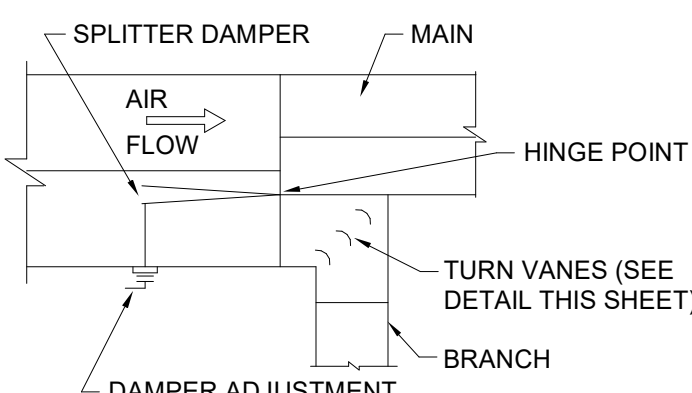 SPLITTER DAMPER
MAIN
AIR
FLOW
HINGE POINT
TURN VANES (SEE
DETAIL THIS SHEET)
BRANCH
DAMPER ADJUSTMENT